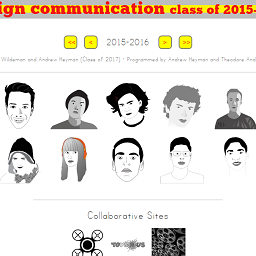 ign communication class of 2015-
<< < 2015-2016 > >>
Wildeman and Andrew Heyman (Class of 2017) - Programmed by Andrew Heyman and Theodore And
Collaborative Sites